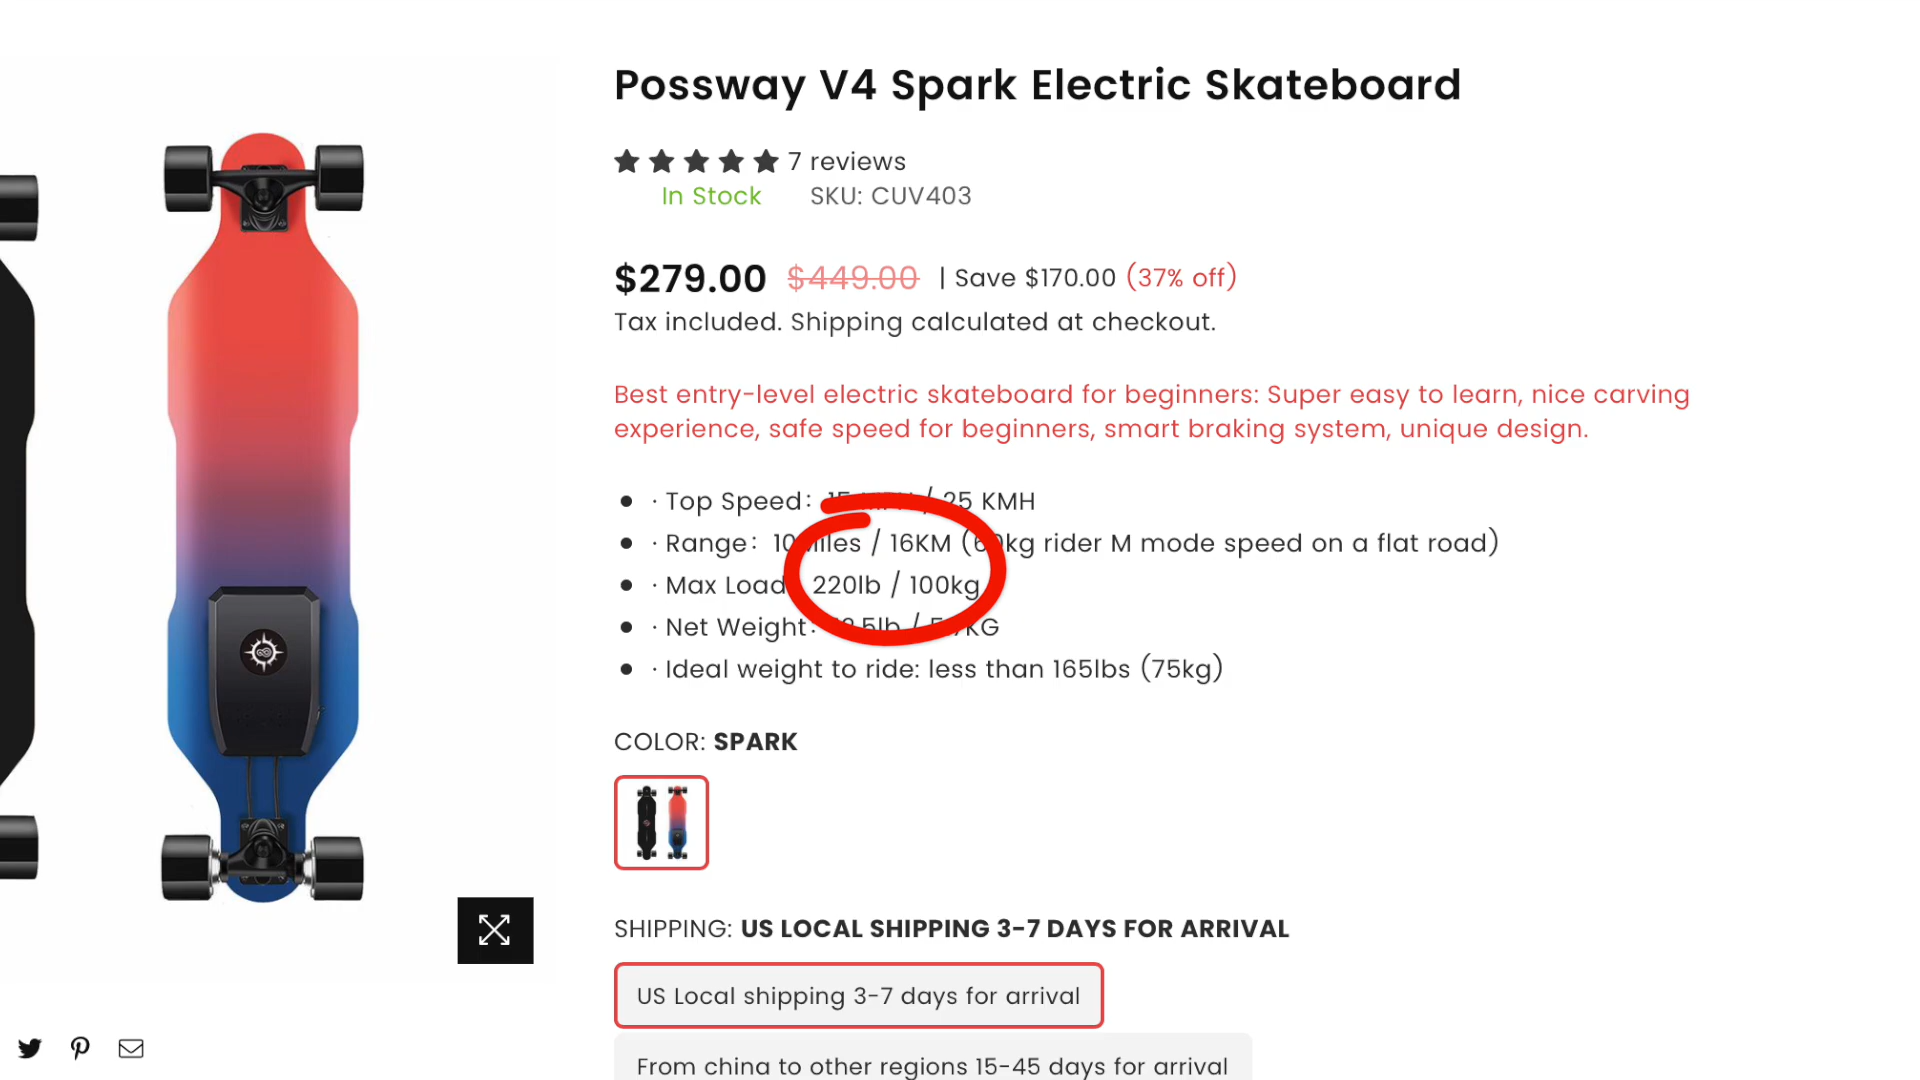 Possway V4 Spark Electric Skateboard
7 reviews
In Stock SKU: CUV403
$279.00 $449.00 | Save $170.00 (37% off)
Tax included. Shipping calculated at checkout.
Best entry-level electric skateboard for beginners: Super easy to learn, nice carving
experience, safe speed for beginners, smart braking system, unique design.
· Top Speed: / 25 KMH
· Range: 10Miles / 16KM (60kg rider M mode speed on a flat road)
· Max Load 220lb / 100kg
· Net Weight:
· Ideal weight to ride: less than 165lbs (75kg)
COLOR: SPARK
SHIPPING: US LOCAL SHIPPING 3-7 DAYS FOR ARRIVAL
US Local shipping 3-7 days for arrival
From china to other regions 15-45 days for arrival